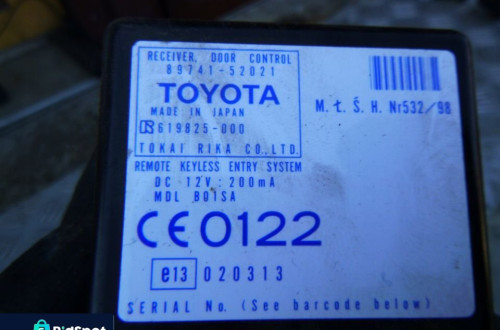 RECEIVER, DOOR CONTROL
89741-52021
TOYOTA
MADE IN JAPAN
619825-000
TOKAI RIKA CO., LTD.
M. Ł. Ś. H. Nr532/98
REMOTE KEYLESS ENTRY SYSTEM
DC 12V : 200mA
MDL B01SA
CE0122
e13 020313
SERIAL No. (See barcode below)
BidSpot